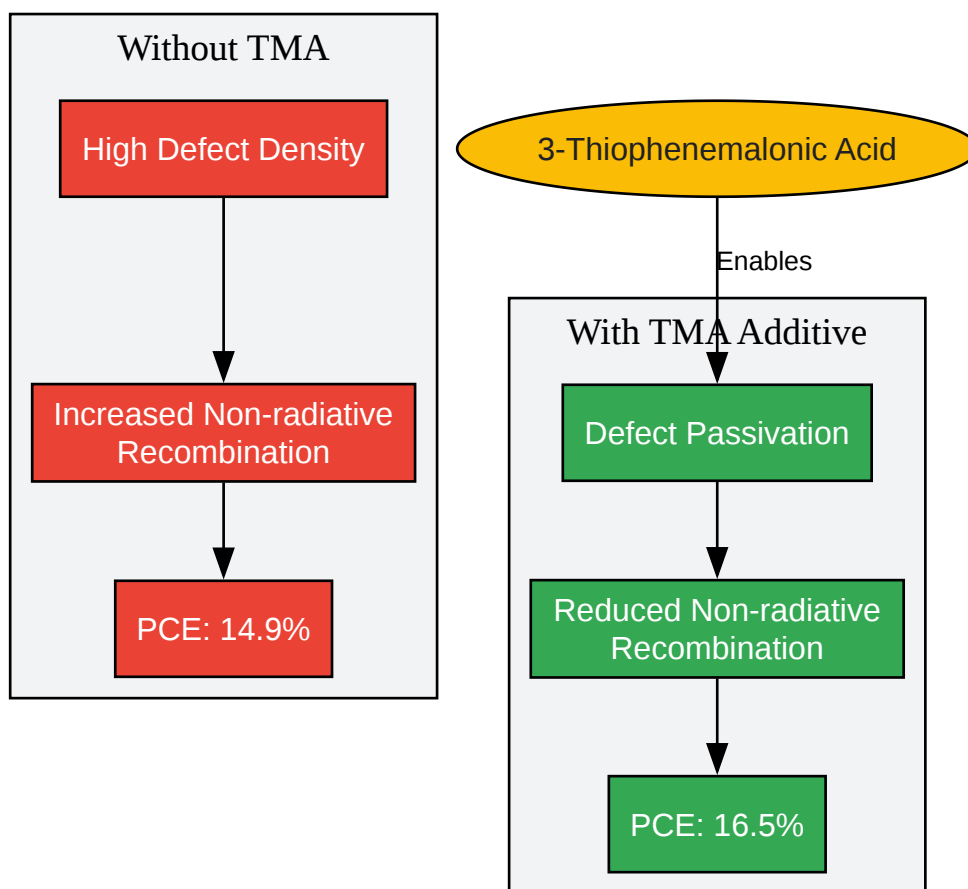 Without TMA
High Defect Density
Increased Non-radiative
Recombination
PCE: 14.9%
3-Thiophenemalonic Acid
Enables
With TMA Additive
Defect Passivation
Reduced Non-radiative
Recombination
PCE: 16.5%